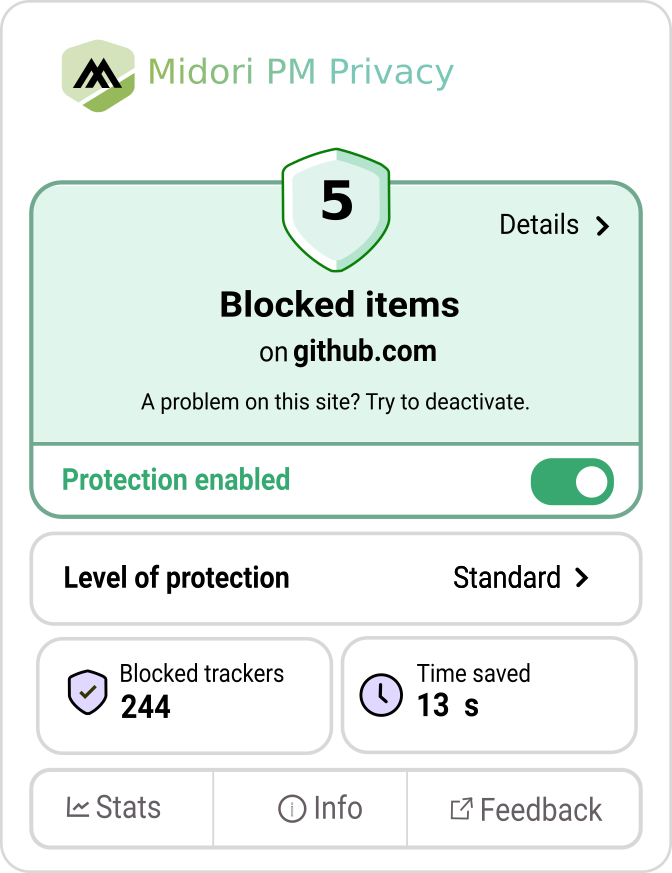 Midori PM Privacy
5
Details
Blocked items
on github.com
A problem on this site? Try to deactivate.
Protection enabled
Level of protection
Standard
Blocked trackers
244
Time saved
13 s
Stats
Info
Feedback